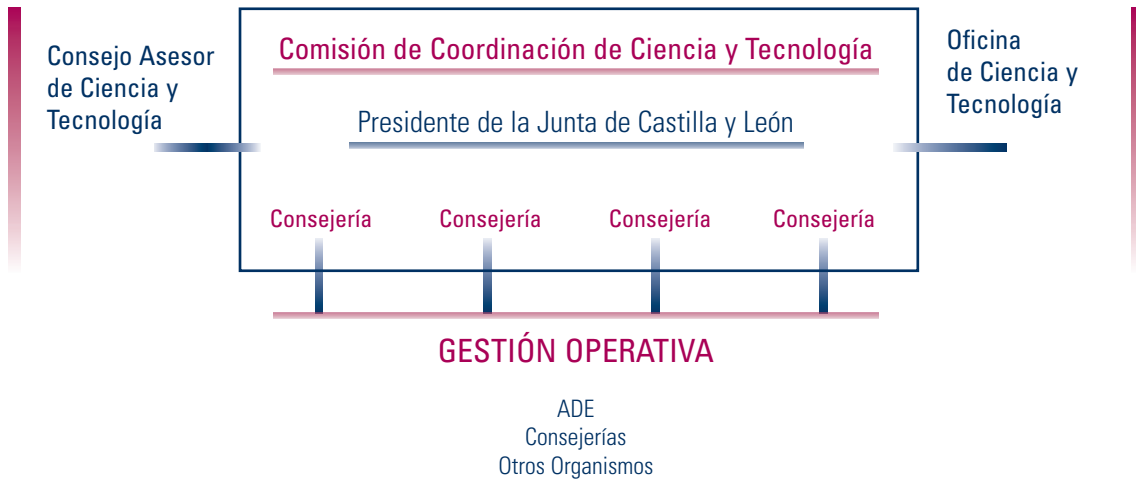 Consejo Asesor
de Ciencia y
Tecnología
Comisión de Coordinación de Ciencia y Tecnología
Presidente de la Junta de Castilla y León
Oficina
de Ciencia y
Tecnología
Consejería Consejería Consejería Consejería
GESTIÓN OPERATIVA
ADE
Consejerías
Otros Organismos